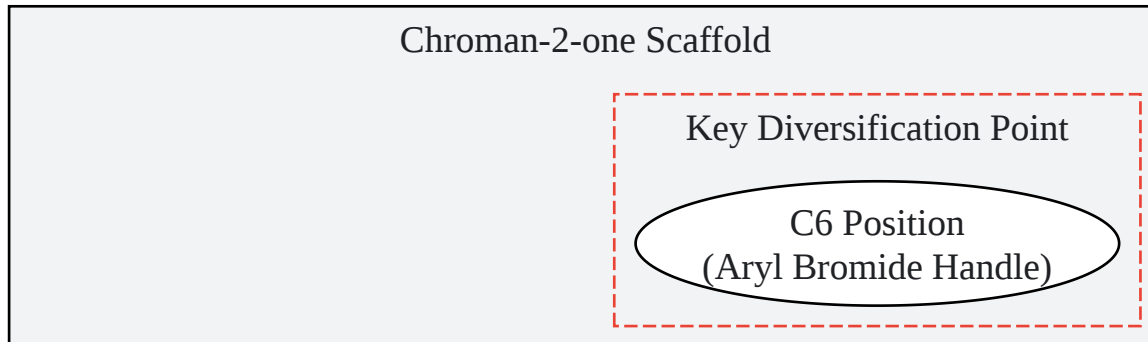 Chroman-2-one Scaffold
Key Diversification Point
C6 Position
(Aryl Bromide Handle)